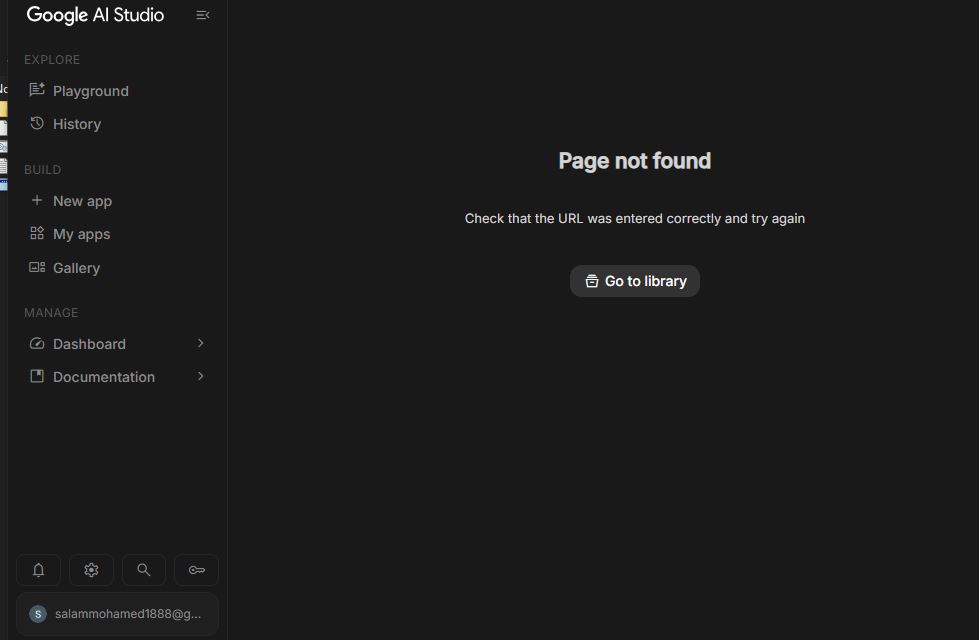 Google AI Studio
EXPLORE
Playground
History
BUILD
New app
My apps
Gallery
MANAGE
Dashboard
Documentation
S
salammohamed1888@g...
Page not found
Check that the URL was entered correctly and try again
Go to library